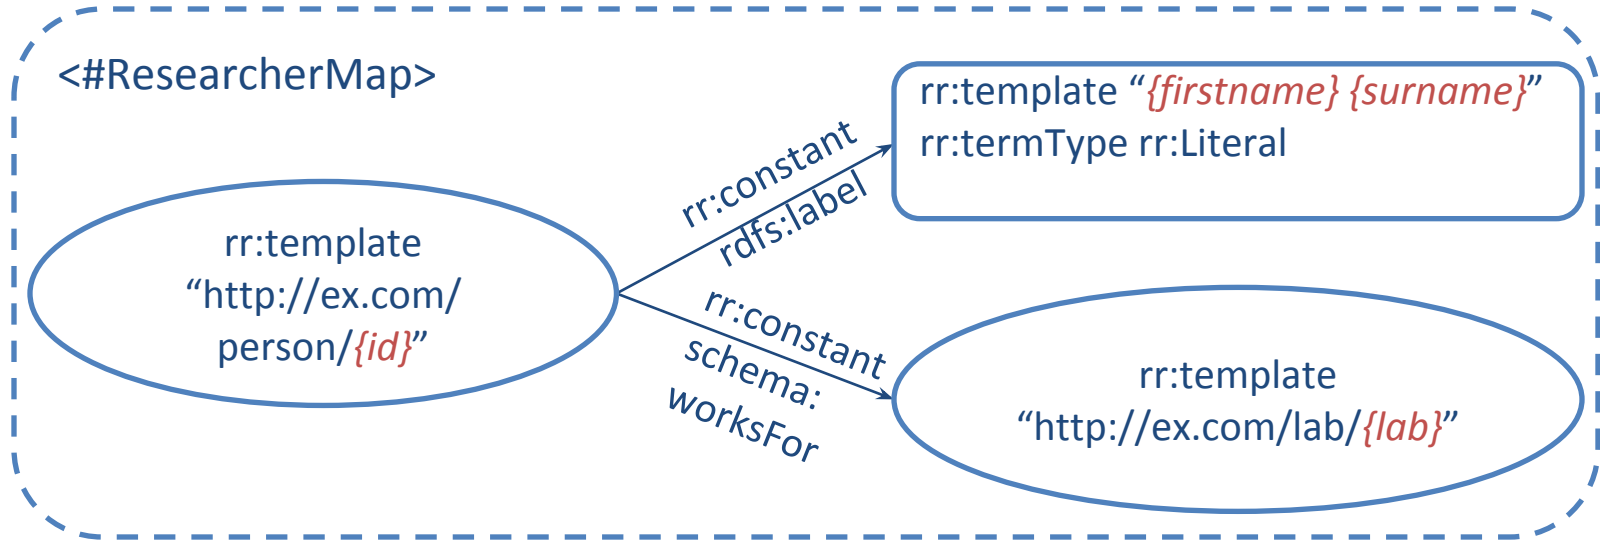 <#ResearcherMap>
rr:template “{firstname} {surname}”
rr:termType rr:Literal
rr:constant
rdfs:label
rr:template
“http://ex.com/
person/{id}”
rr:constant
schema:
worksFor
rr:template
“http://ex.com/lab/{lab}”